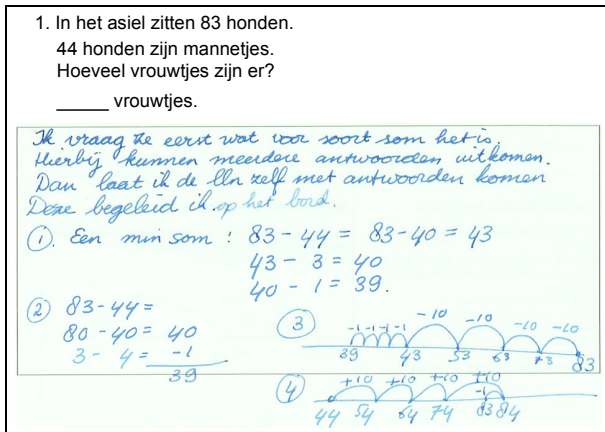 1. In het asiel zitten 83 honden.
44 honden zijn mannetjes.
Hoeveel vrouwtjes zijn er?
_____ vrouwtjes.
Ik vraag ze eerst wat voor soort som het is.
Hierbij kunnen meerdere antwoorden uitkomen.
Dan laat ik de lln zelf met antwoorden komen
Deze begeleid ik op het bord.
① Een min som : 83 - 44 = 83 - 40 = 43
43 - 3 = 40
40 - 1 = 39.
② 83 - 44 =
80 - 40 = 40
3 - 4 = -1
39
③ -1 -1 -1 -1 -10 -10 -10 -10
39 43 53 63 73 83
④ +10 +10 +10 +10
-1
44 54 64 74 83 84